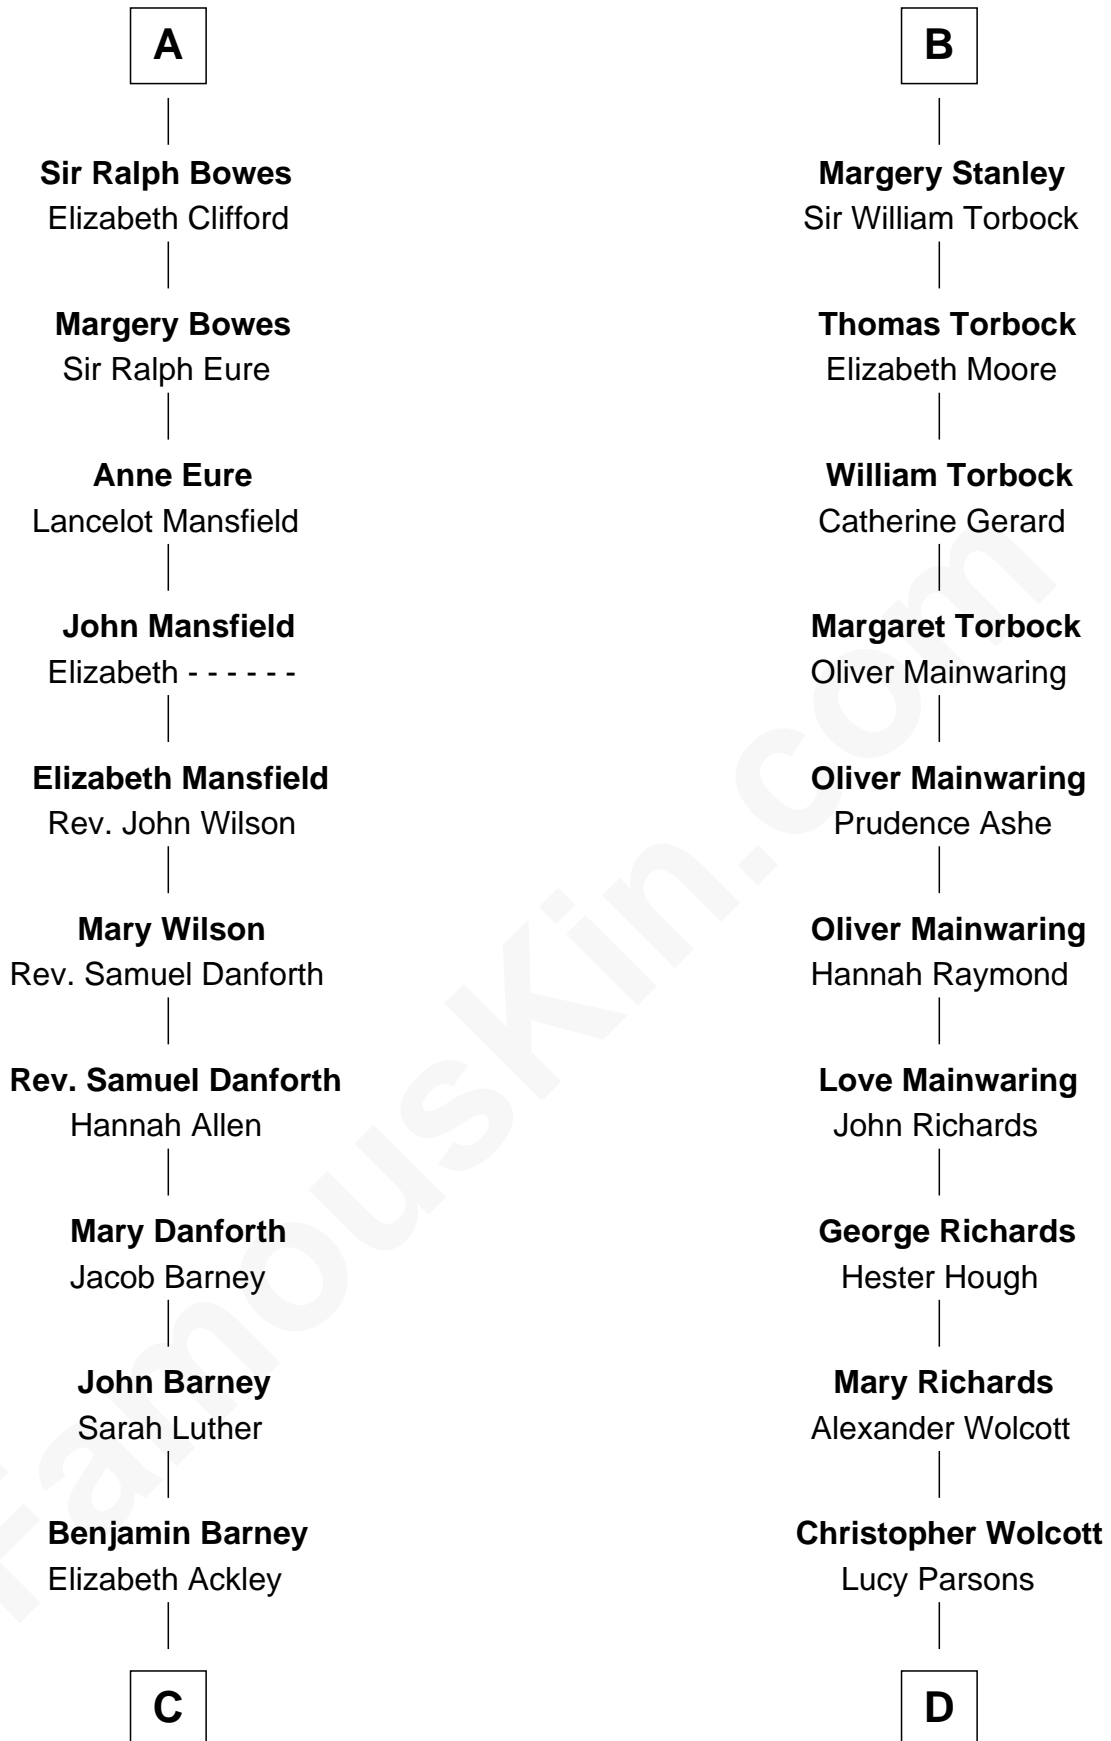 A
Sir Ralph Bowes
Elizabeth Clifford
Margery Bowes
Sir Ralph Eure
Anne Eure
Lancelot Mansfield
John Mansfield
Elizabeth - - - - - -
Elizabeth Mansfield
Rev. John Wilson
Mary Wilson
Rev. Samuel Danforth
Rev. Samuel Danforth
Hannah Allen
Mary Danforth
Jacob Barney
John Barney
Sarah Luther
Benjamin Barney
Elizabeth Ackley
C
B
Margery Stanley
Sir William Torbock
Thomas Torbock
Elizabeth Moore
William Torbock
Catherine Gerard
Margaret Torbock
Oliver Mainwaring
Oliver Mainwaring
Prudence Ashe
Oliver Mainwaring
Hannah Raymond
Love Mainwaring
John Richards
George Richards
Hester Hough
Mary Richards
Alexander Wolcott
Christopher Wolcott
Lucy Parsons
D
FamousKin.com